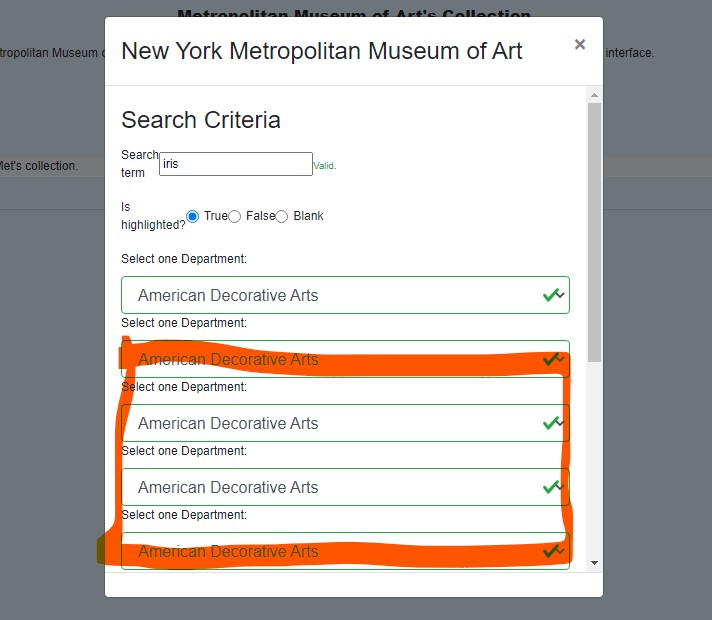 Metropolitan Museum of Art's Collection
tropolitan Museum
interface.
New York Metropolitan Museum of Art
×
Search Criteria
Search
term
iris
Valid.
Is
highlighted?
True
False
Blank
Met's collection.
Select one Department:
American Decorative Arts
Select one Department:
American Decorative Arts
Select one Department:
American Decorative Arts
Select one Department:
American Decorative Arts
Select one Department:
American Decorative Arts